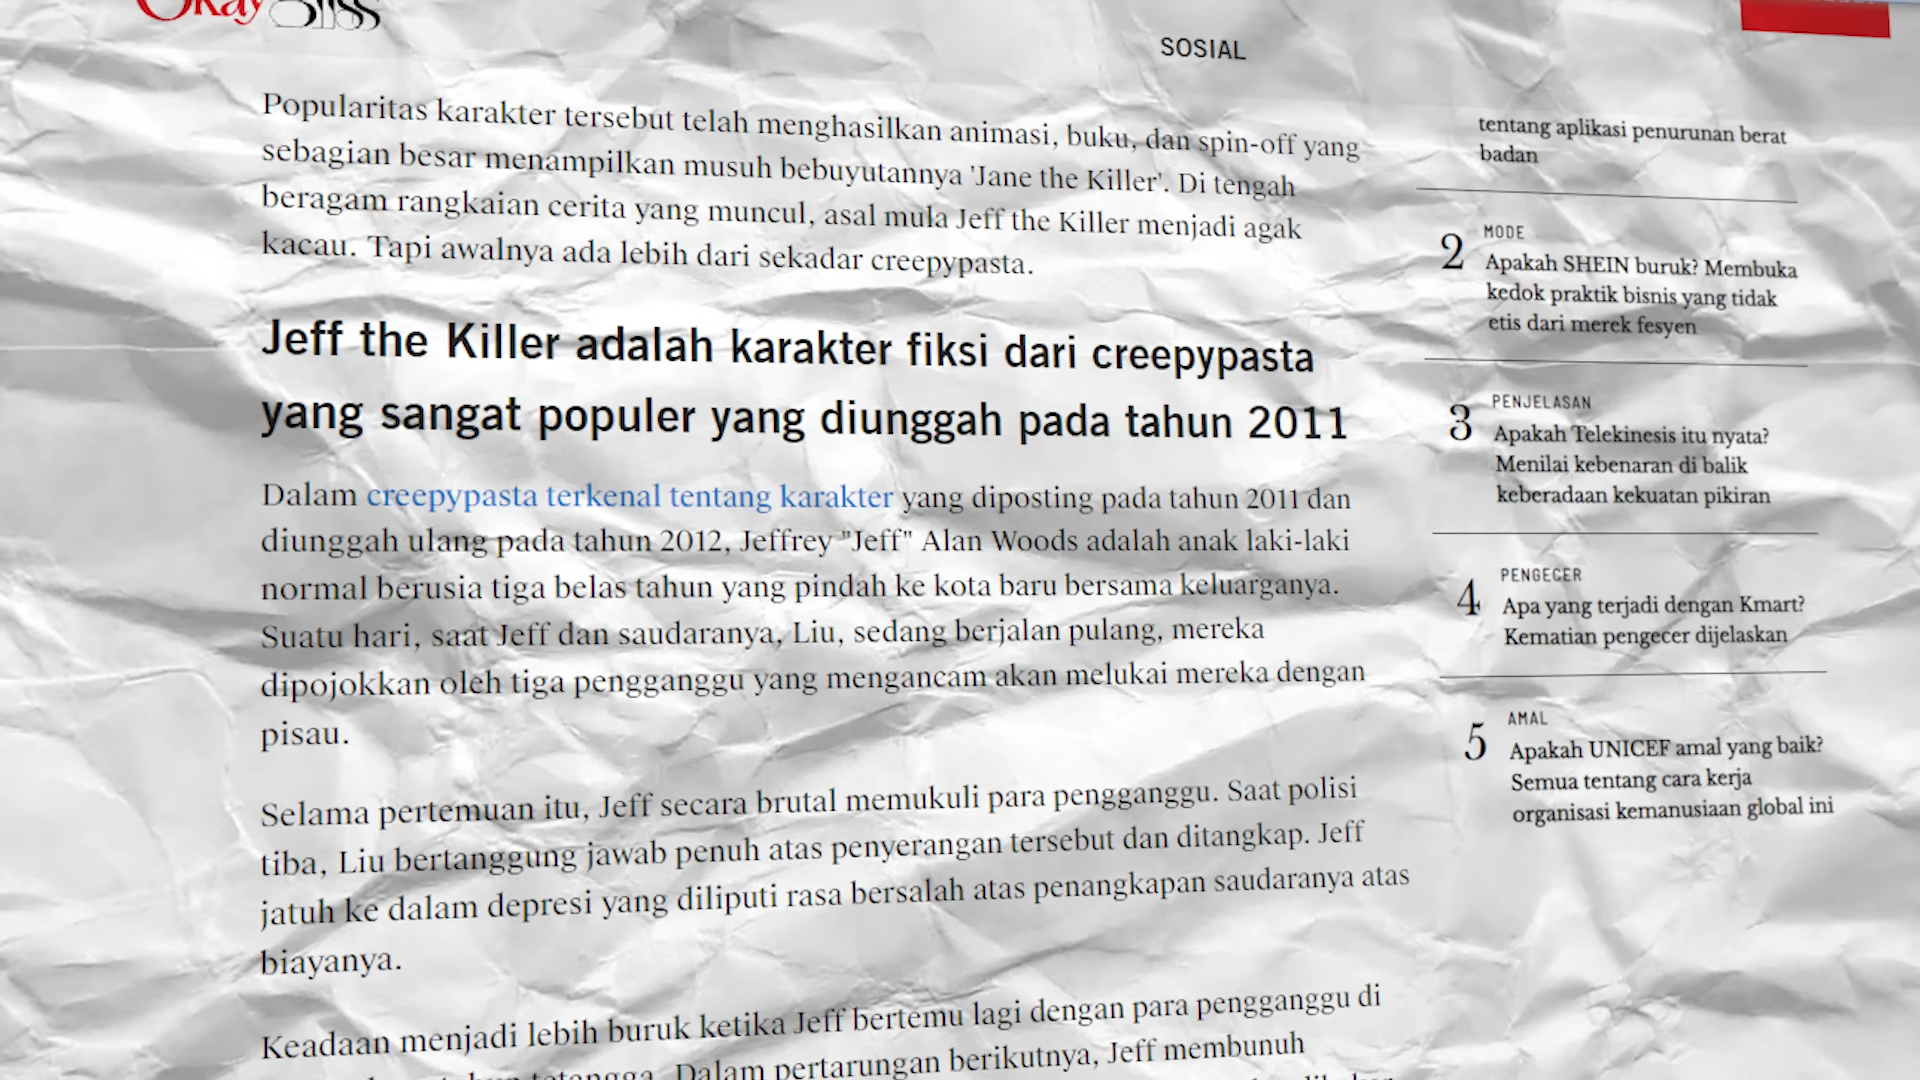 OkayBliss
SOSIAL
Popularitas karakter tersebut telah menghasilkan animasi, buku, dan spin-off yang
sebagian besar menampilkan musuh bebuyutannya 'Jane the Killer'. Di tengah
beragam rangkaian cerita yang muncul, asal mula Jeff the Killer menjadi agak
kacau. Tapi awalnya ada lebih dari sekadar creepypasta.
Jeff the Killer adalah karakter fiksi dari creepypasta
yang sangat populer yang diunggah pada tahun 2011
Dalam creepypasta terkenal tentang karakter yang diposting pada tahun 2011 dan
diunggah ulang pada tahun 2012, Jeffrey "Jeff" Alan Woods adalah anak laki-laki
normal berusia tiga belas tahun yang pindah ke kota baru bersama keluarganya.
Suatu hari, saat Jeff dan saudaranya, Liu, sedang berjalan pulang, mereka
dipojokkan oleh tiga pengganggu yang mengancam akan melukai mereka dengan
pisau.
Selama pertemuan itu, Jeff secara brutal memukuli para pengganggu. Saat polisi
tiba, Liu bertanggung jawab penuh atas penyerangan tersebut dan ditangkap. Jeff
jatuh ke dalam depresi yang diliputi rasa bersalah atas penangkapan saudaranya atas
biayanya.
Keadaan menjadi lebih buruk ketika Jeff bertemu lagi dengan para pengganggu di
tetangga. Dalam pertarungan berikutnya, Jeff membunuh
tentang aplikasi penurunan berat
badan
2
MODE
Apakah SHEIN buruk? Membuka
kedok praktik bisnis yang tidak
etis dari merek fesyen
3
PENJELASAN
Apakah Telekinesis itu nyata?
Menilai kebenaran di balik
keberadaan kekuatan pikiran
4
PENGECER
Apa yang terjadi dengan Kmart?
Kematian pengecer dijelaskan
5
AMAL
Apakah UNICEF amal yang baik?
Semua tentang cara kerja
organisasi kemanusiaan global ini